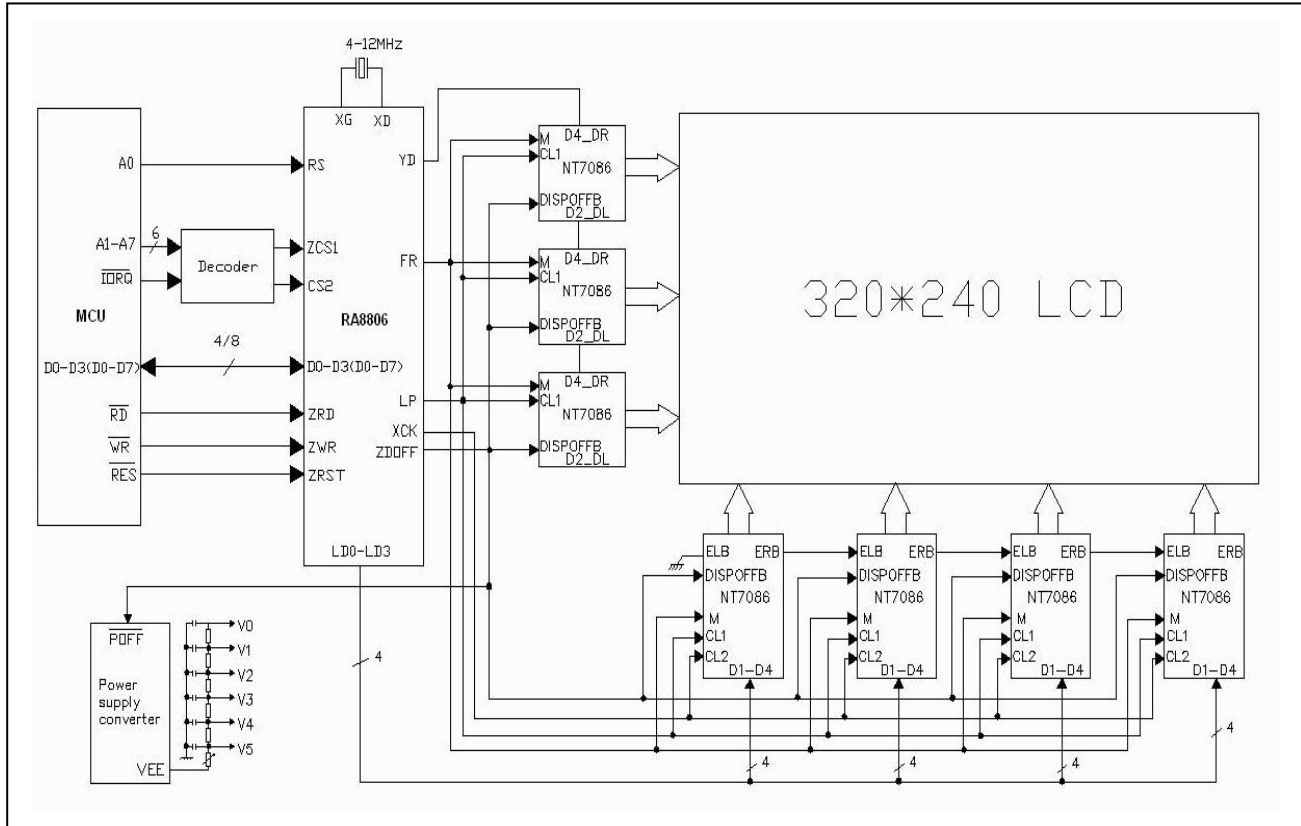 4-12MHz
XG XD
A0
RS
YD
A1-A7
6
Decoder
ZCS1
IORQ
CS2
FR
MCU
RA8806
4/8
D0-D3(D0-D7)
D0-D3(D0-D7)
LP
RD
ZRD
XCK
WR
ZWR
ZDOFF
RES
ZRST
LD0-LD3
D4_DR
M
CL1
NT7086
DISPOFFB
D2_DL
D4_DR
M
CL1
NT7086
DISPOFFB
D2_DL
D4_DR
M
CL1
NT7086
DISPOFFB
D2_DL
320*240 LCD
ELB ERB
DISPOFFB
NT7086
M
CL1
CL2
D1-D4
ELB ERB
DISPOFFB
NT7086
M
CL1
CL2
D1-D4
ELB ERB
DISPOFFB
NT7086
M
CL1
CL2
D1-D4
ELB ERB
DISPOFFB
NT7086
M
CL1
CL2
D1-D4
POFF
Power
supply
converter
VEE
V0
V1
V2
V3
V4
V5
4
4
4
4
4